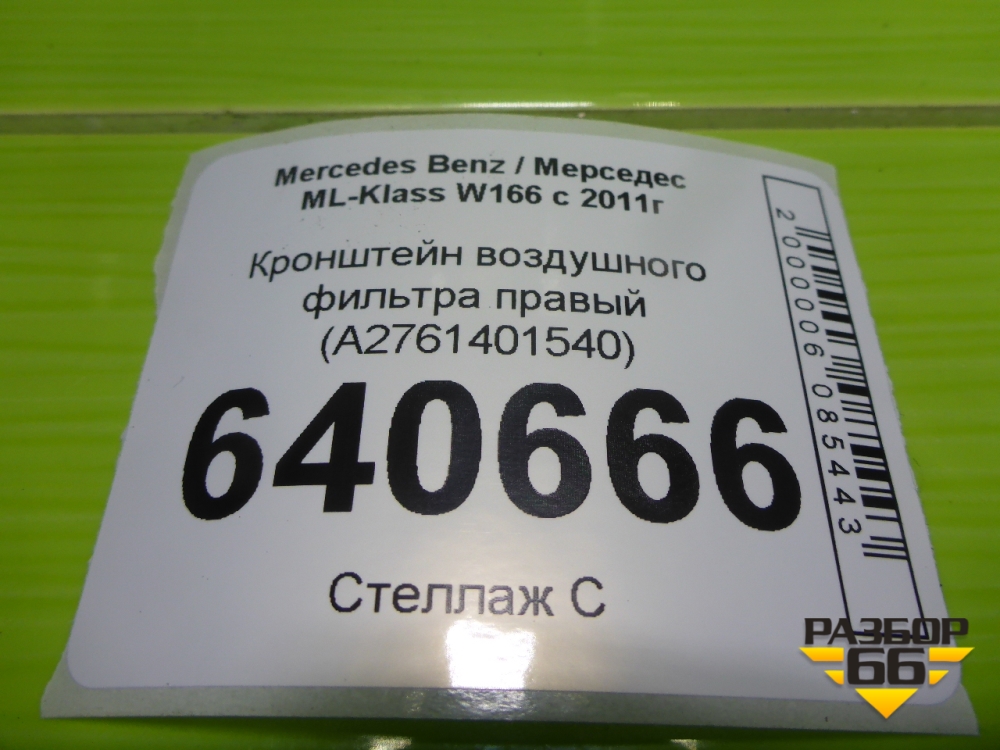 Mercedes Benz / Мерседес
ML-Klass W166 с 2011г
Кронштейн воздушного
фильтра правый
(A2761401540)
640666
Стеллаж С
2000006085443
РАЗБОР
66